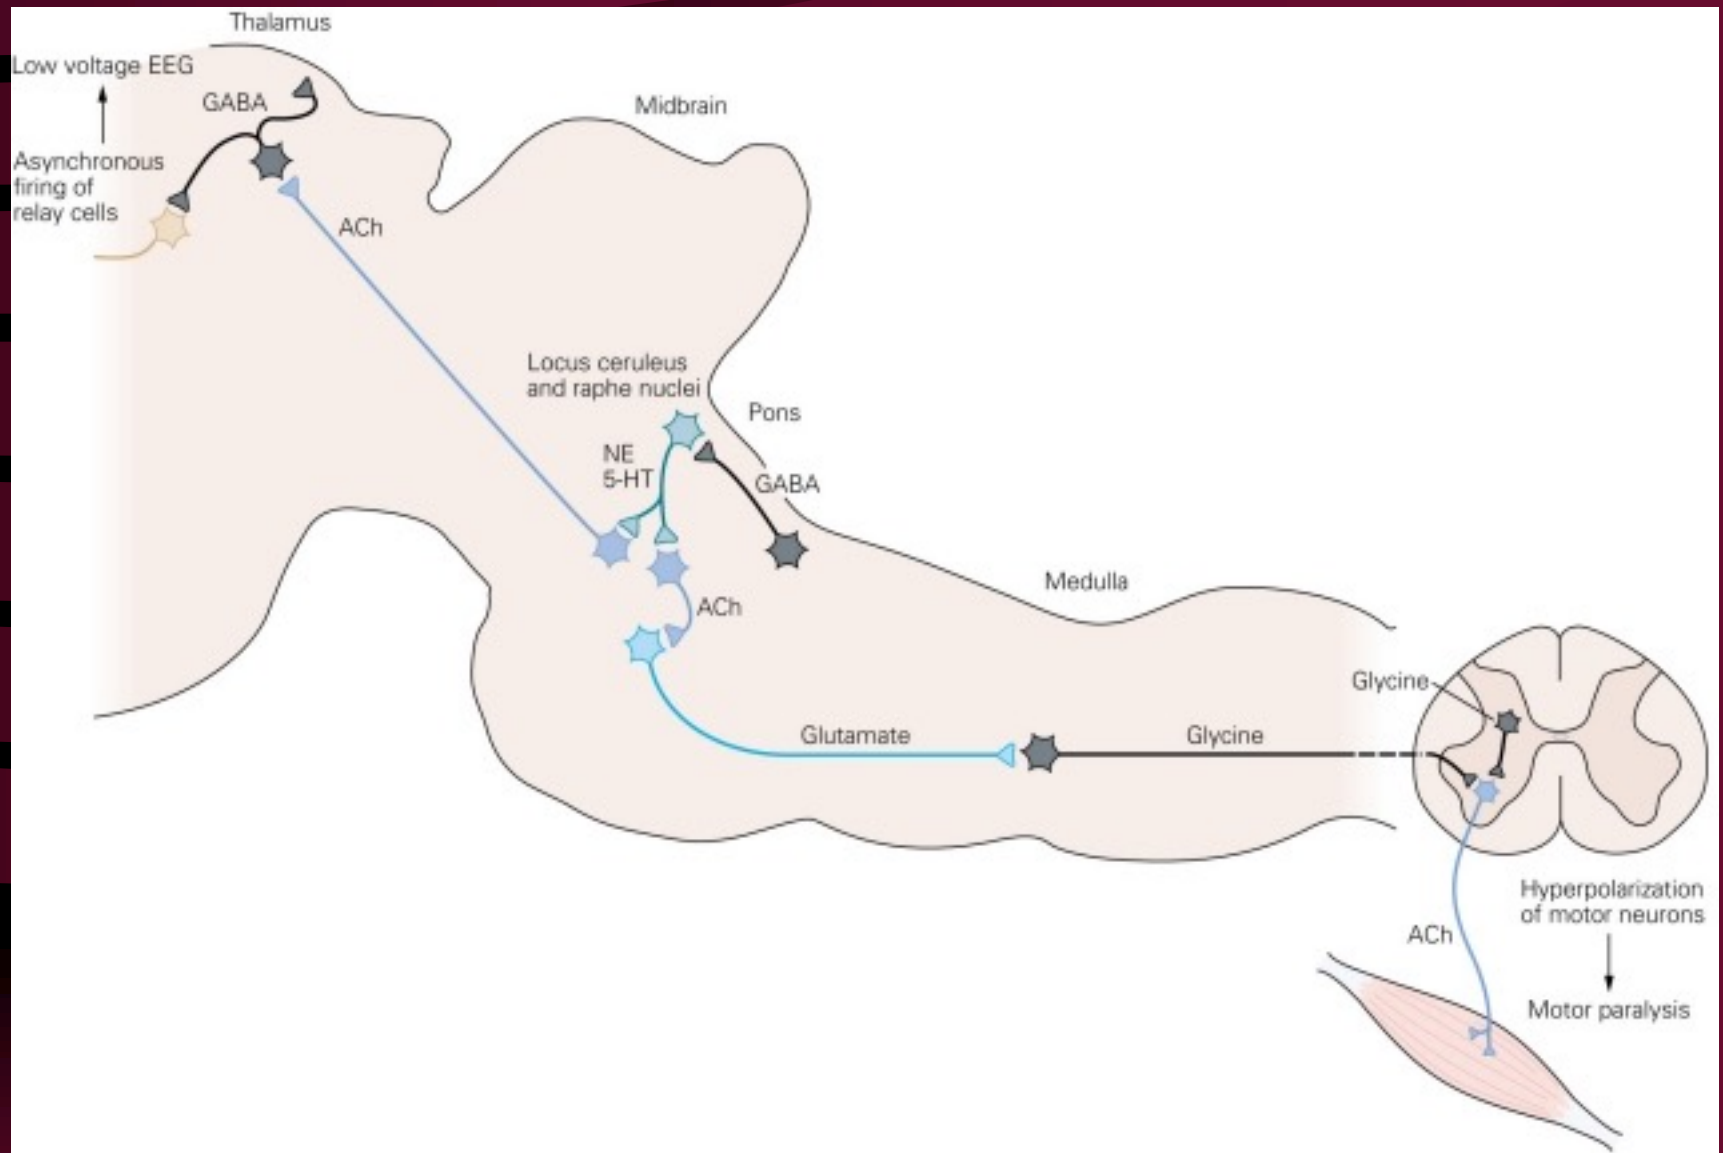 Thalamus
Low voltage EEG
GABA
Midbrain
Asynchronous
firing of
relay cells
ACh
Locus ceruleus
and raphe nuclei
Pons
NE
5-HT
GABA
Medulla
ACh
Glycine
Glutamate
Glycine
Hyperpolarization
of motor neurons
ACh
Motor paralysis